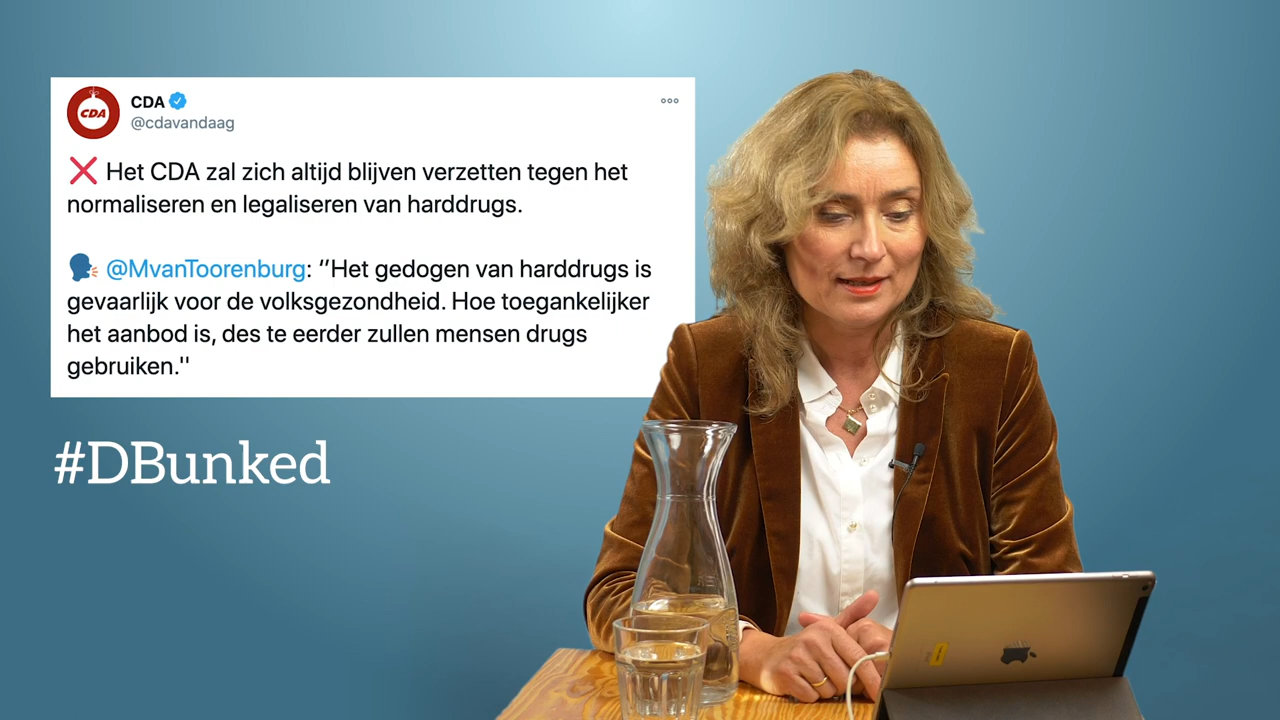 CDA
CDA
@cdavandaag
❌ Het CDA zal zich altijd blijven verzetten tegen het
normaliseren en legaliseren van harddrugs.
🗣 @MvanToorenburg: ‘’Het gedogen van harddrugs is
gevaarlijk voor de volksgezondheid. Hoe toegankelijker
het aanbod is, des te eerder zullen mensen drugs
gebruiken.''
#DBunked